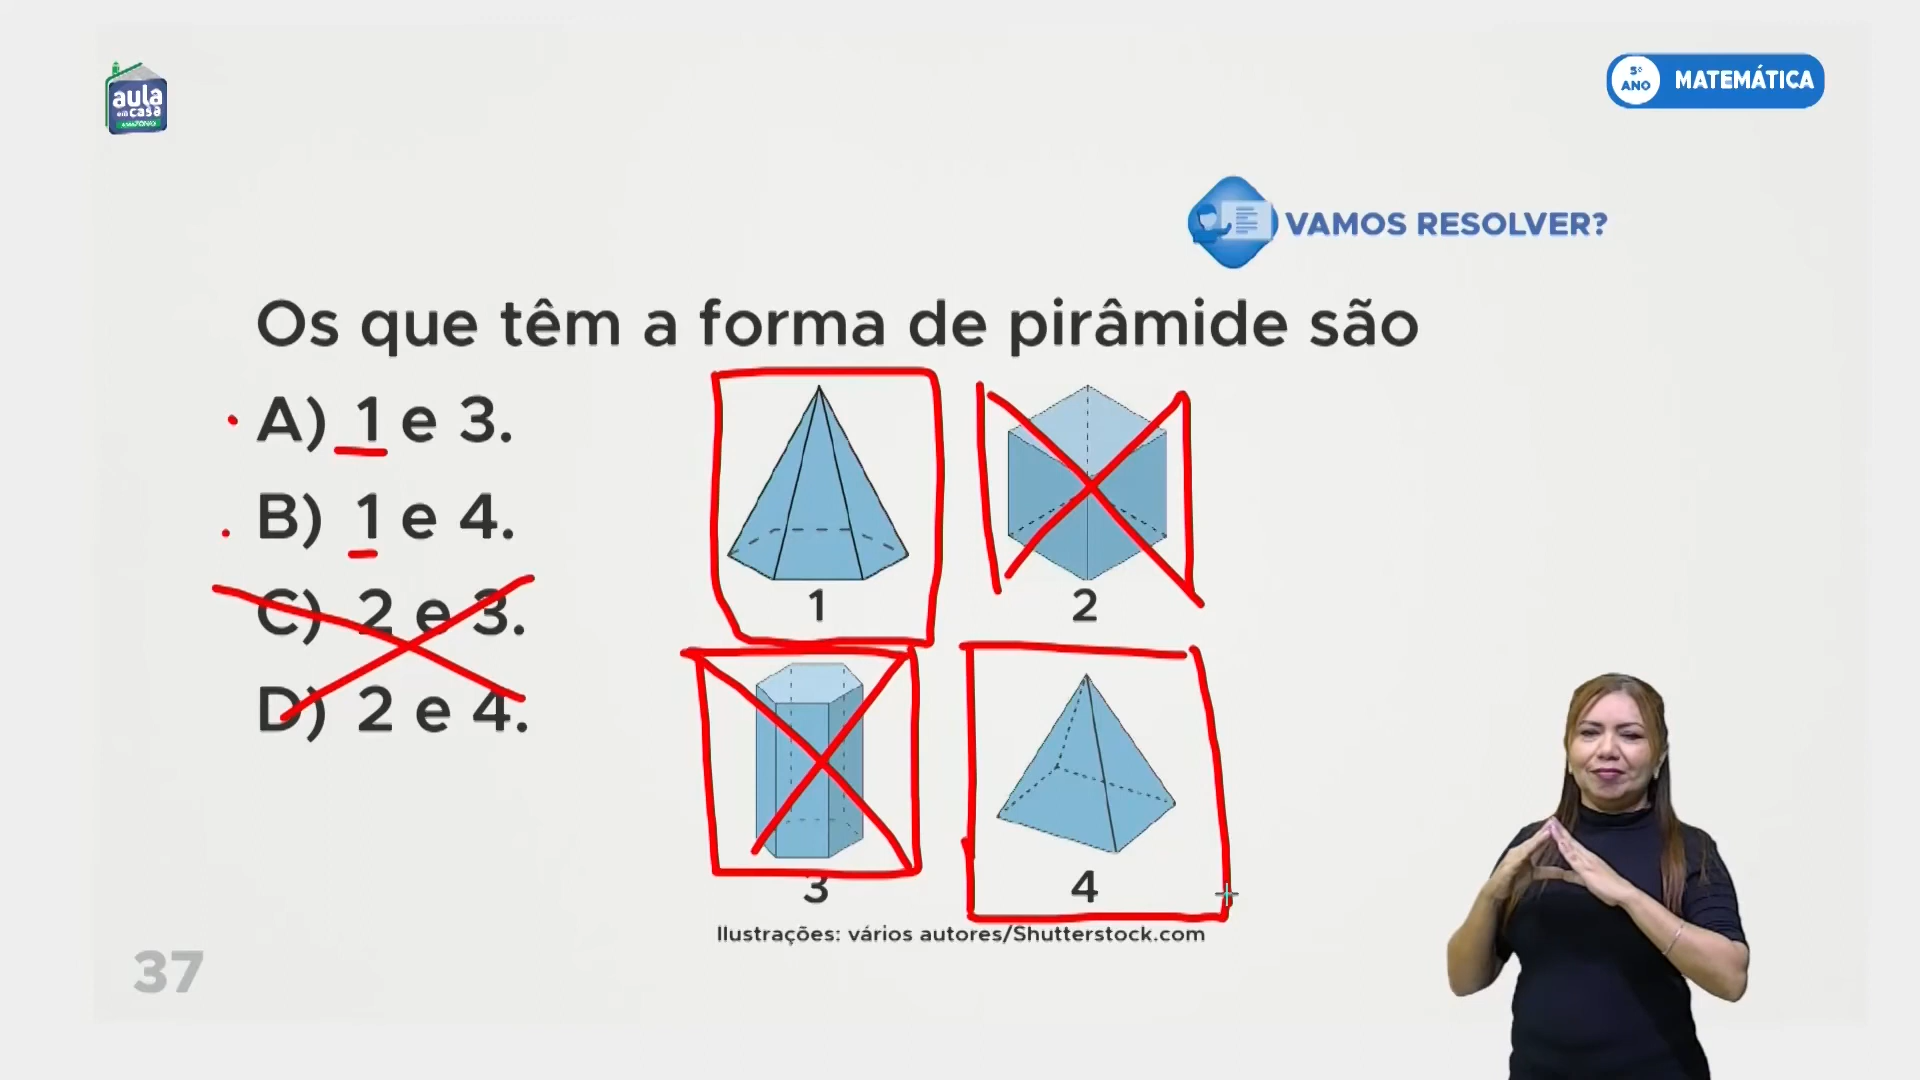 aula
em casa
5º
ANO
MATEMÁTICA
VAMOS RESOLVER?
Os que têm a forma de pirâmide são
A) 1 e 3.
B) 1 e 4.
C) 2 e 3.
D) 2 e 4.
1
2
3
4
Ilustrações: vários autores/Shutterstock.com
37